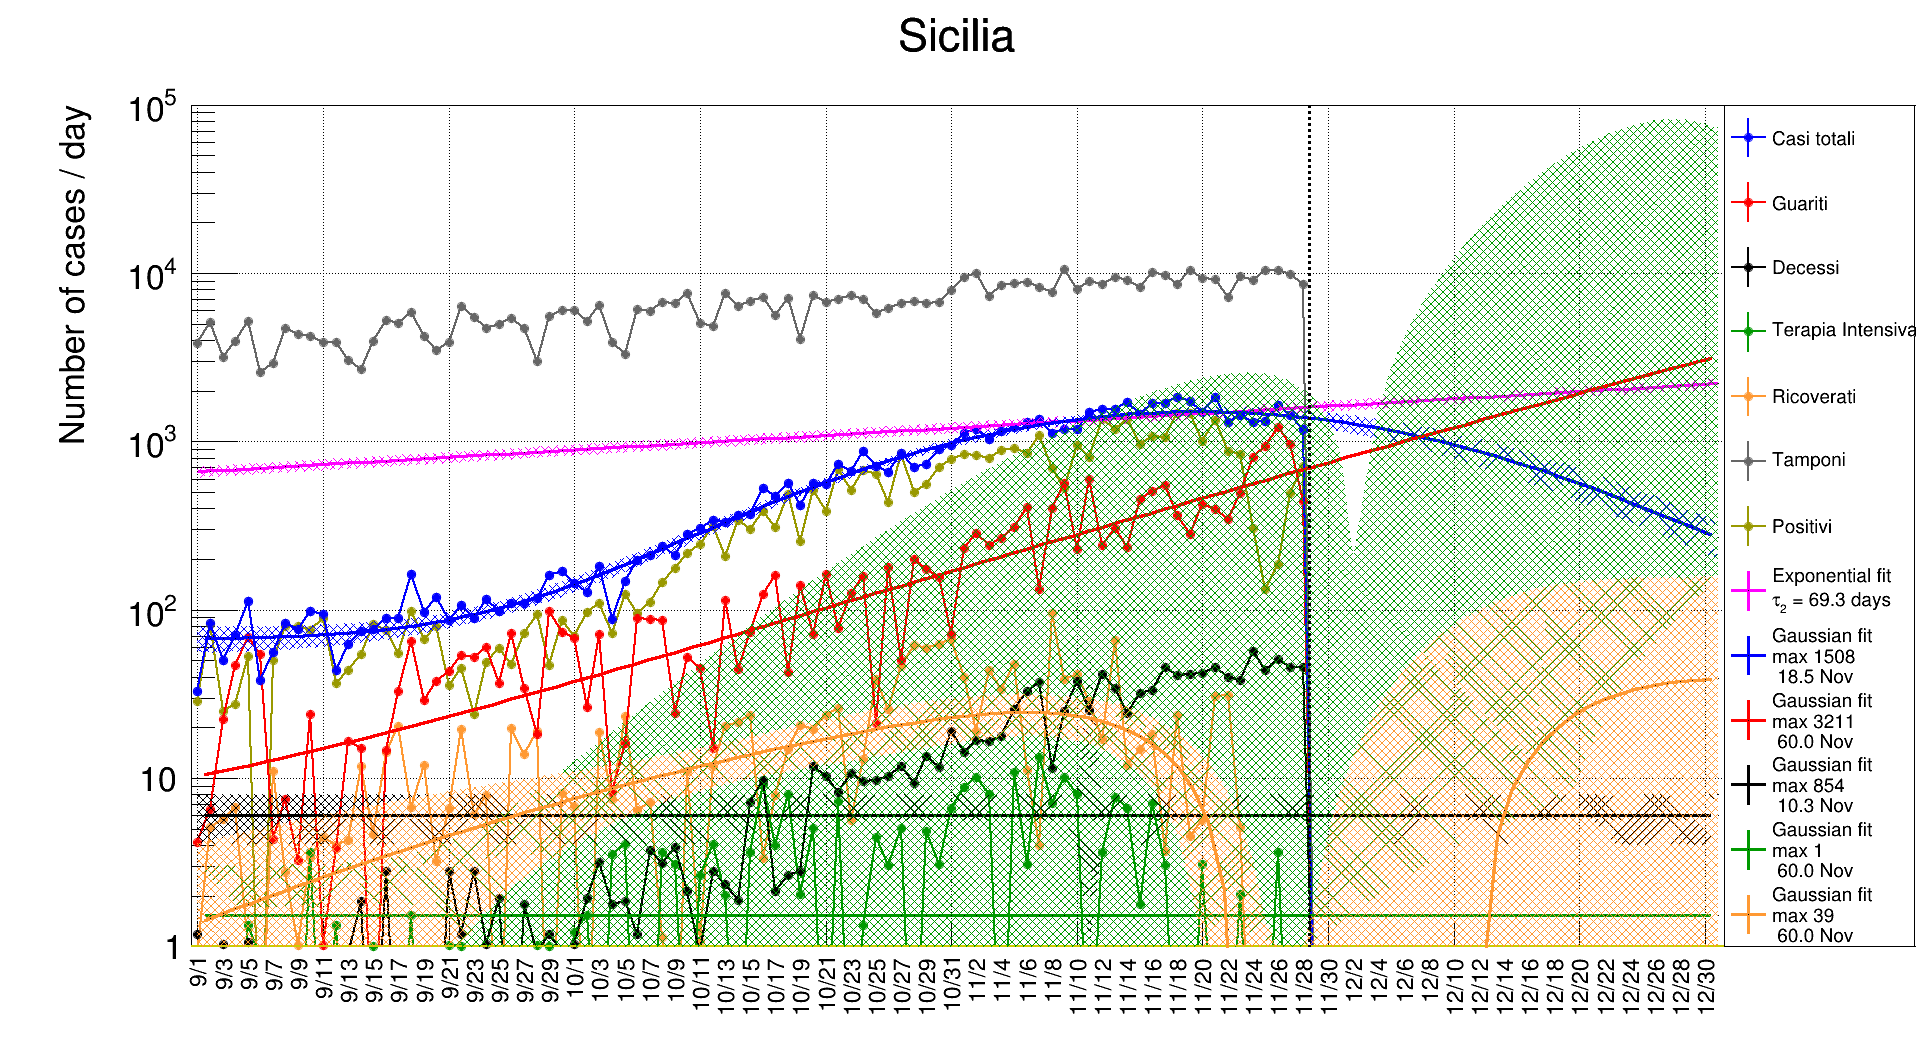 Sicilia
Number of cases / day
10^5
10^4
10^3
10^2
10
1
9/1
9/3
9/5
9/7
9/9
9/11
9/13
9/15
9/17
9/19
9/21
9/23
9/25
9/27
9/29
10/1
10/3
10/5
10/7
10/9
10/11
10/13
10/15
10/17
10/19
10/21
10/23
10/25
10/27
10/29
10/31
11/2
11/4
11/6
11/8
11/10
11/12
11/14
11/16
11/18
11/20
11/22
11/24
11/26
11/28
11/30
12/2
12/4
12/6
12/8
12/10
12/12
12/14
12/16
12/18
12/20
12/22
12/24
12/26
12/28
12/30
Casi totali
Guariti
Decessi
Terapia Intensiva
Ricoverati
Tamponi
Positivi
Exponential fit
τ₂ = 69.3 days
Gaussian fit
max 1508
18.5 Nov
Gaussian fit
max 3211
60.0 Nov
Gaussian fit
max 854
10.3 Nov
Gaussian fit
max 1
60.0 Nov
Gaussian fit
max 39
60.0 Nov